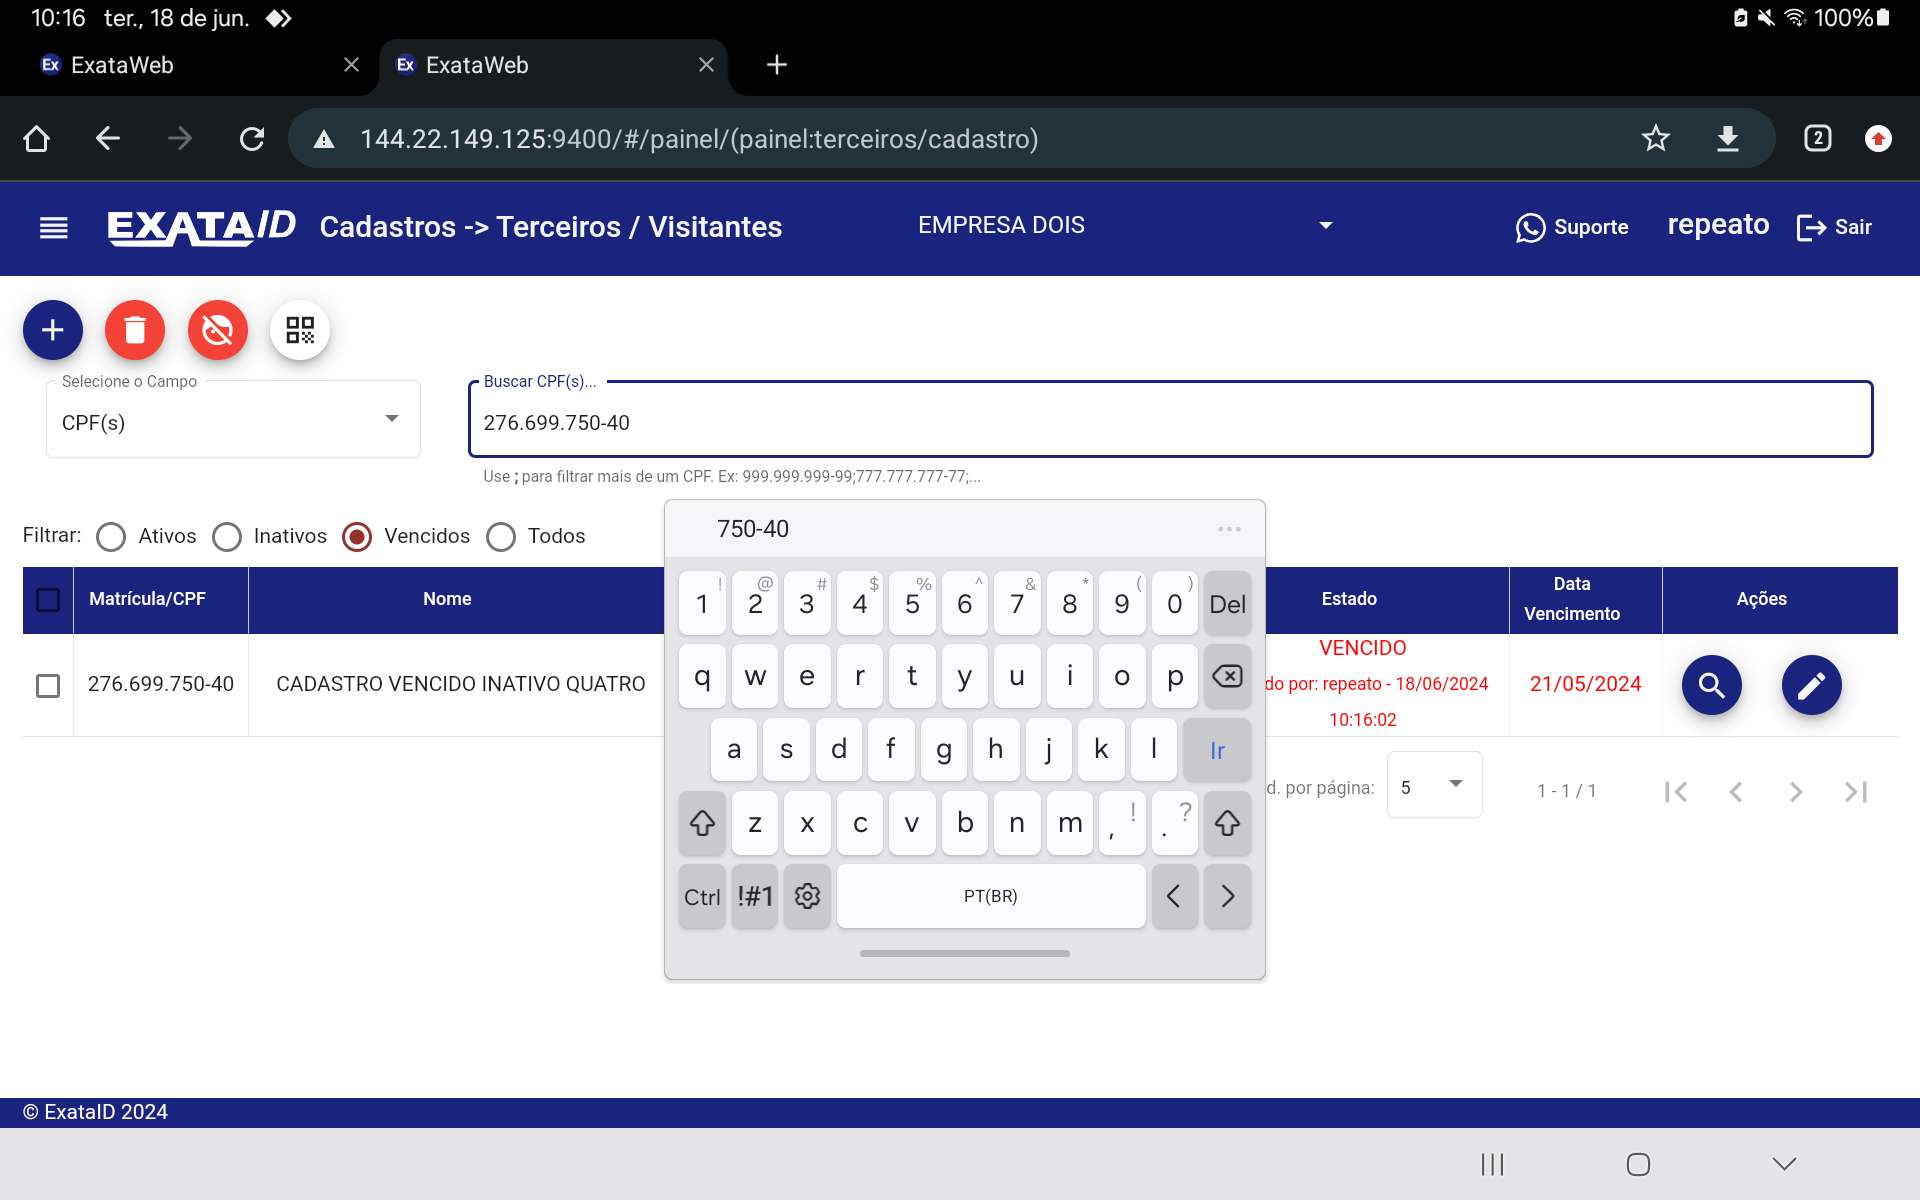 10:16 ter., 18 de jun. 100%
Ex ExataWeb Ex ExataWeb
144.22.149.125:9400/#/painel/(painel:terceiros/cadastro) 2
EXATAID Cadastros -> Terceiros / Visitantes EMPRESA DOIS Suporte repeato Sair
Selecione o Campo Buscar CPF(s)...
CPF(s) 276.699.750-40
Use ; para filtrar mais de um CPF. Ex: 999.999.999-99;777.777.777-77;...
Filtrar: Ativos Inativos Vencidos Todos
750-40
Matrícula/CPF Nome Estado Data Vencimento Ações
276.699.750-40 CADASTRO VENCIDO INATIVO QUATRO
VENCIDO
do por: repeato - 18/06/2024
10:16:02
21/05/2024
d. por página: 5 1 - 1 / 1
! @ # $ % ^ & * ( )
1 2 3 4 5 6 7 8 9 0 Del
q w e r t y u i o p
a s d f g h j k l Ir
z x c v b n m , ! . ?
Ctrl !#1 PT(BR) < >
© ExataID 2024